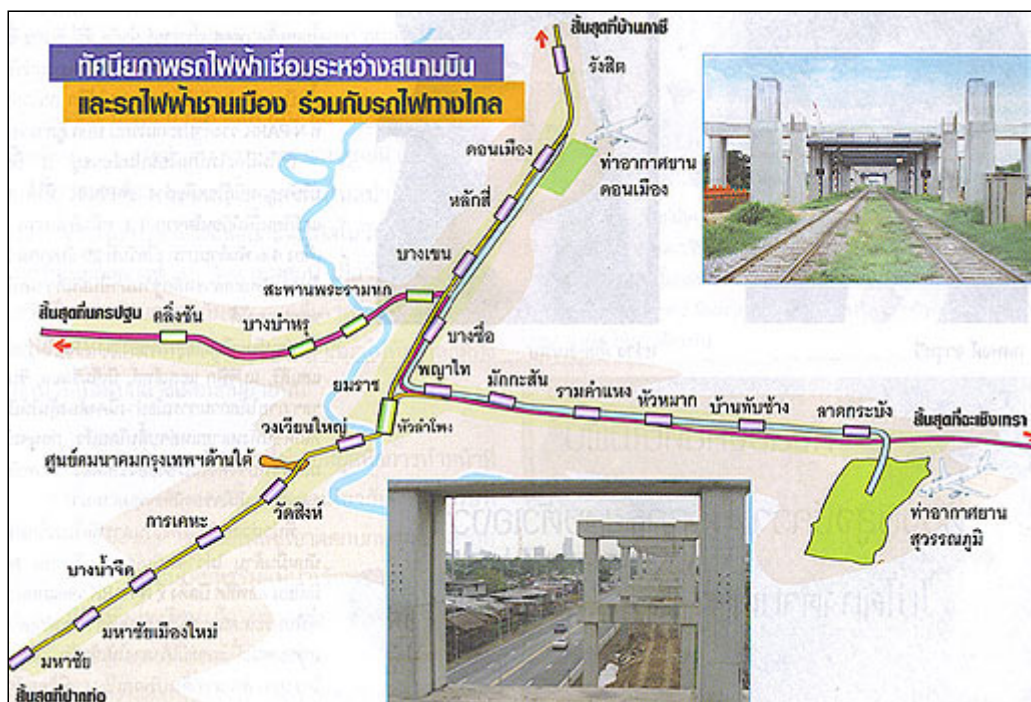 ทัศนียภาพรถไฟฟ้าเชื่อมระหว่างสนามบิน
และรถไฟฟ้าชานเมือง ร่วมกับรถไฟทางไกล
สิ้นสุดที่บ้านภาชี
รังสิต
ดอนเมือง
ท่าอากาศยาน
ดอนเมือง
หลักสี่
บางเขน
สะพานพระรามหก
สิ้นสุดที่นครปฐม
ตลิ่งชัน
บางบำหรุ
บางซื่อ
พญาไท
ยมราช
มักกะสัน
รามคำแหง
หัวหมาก
บ้านทับช้าง
ลาดกระบัง
สิ้นสุดที่ฉะเชิงเทรา
หัวลำโพง
วงเวียนใหญ่
ศูนย์คมนาคมกรุงเทพฯด้านใต้
วัดสิงห์
ท่าอากาศยาน
สุวรรณภูมิ
การเคหะ
บางน้ำจืด
มหาชัยเมืองใหม่
มหาชัย
สิ้นสุดที่ปากท่อ